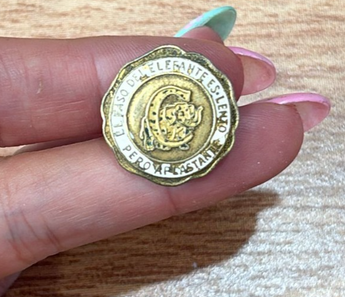 EL PASO DEL ELEFANTE ES LENTO
PERO APLASTANTE